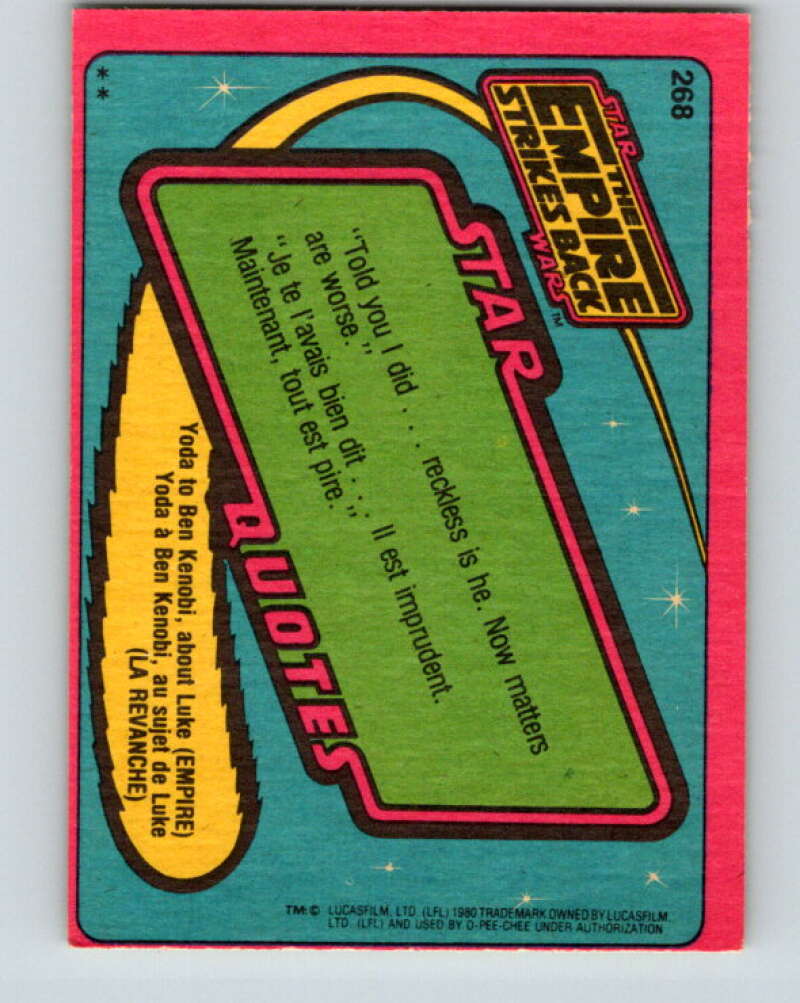 268
STAR
THE
EMPIRE
STRIKES BACK
WARS™
STAR
"Told you I did . . . reckless is he. Now matters
are worse."
"Je te l'avais bien dit . . . Il est imprudent.
Maintenant, tout est pire."
QUOTES
Yoda to Ben Kenobi, about Luke (EMPIRE)
Yoda à Ben Kenobi, au sujet de Luke
(LA REVANCHE)
**
TM: © LUCASFILM, LTD. (LFL) 1980 TRADEMARK OWNED BY LUCASFILM,
LTD. (LFL) AND USED BY O-PEE-CHEE UNDER AUTHORIZATION